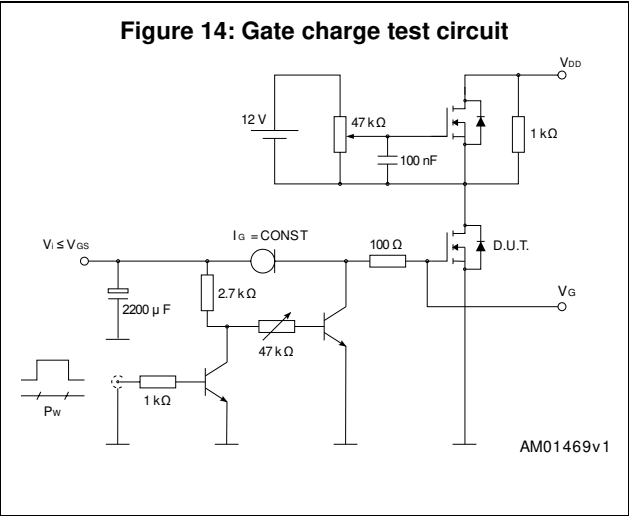 Figure 14: Gate charge test circuit
VDD
12 V
47 kΩ
1 kΩ
100 nF
Vi ≤ VGS
IG = CONST
100 Ω
D.U.T.
2.7 kΩ
VG
2200 μF
47 kΩ
1 kΩ
PW
AM01469v1